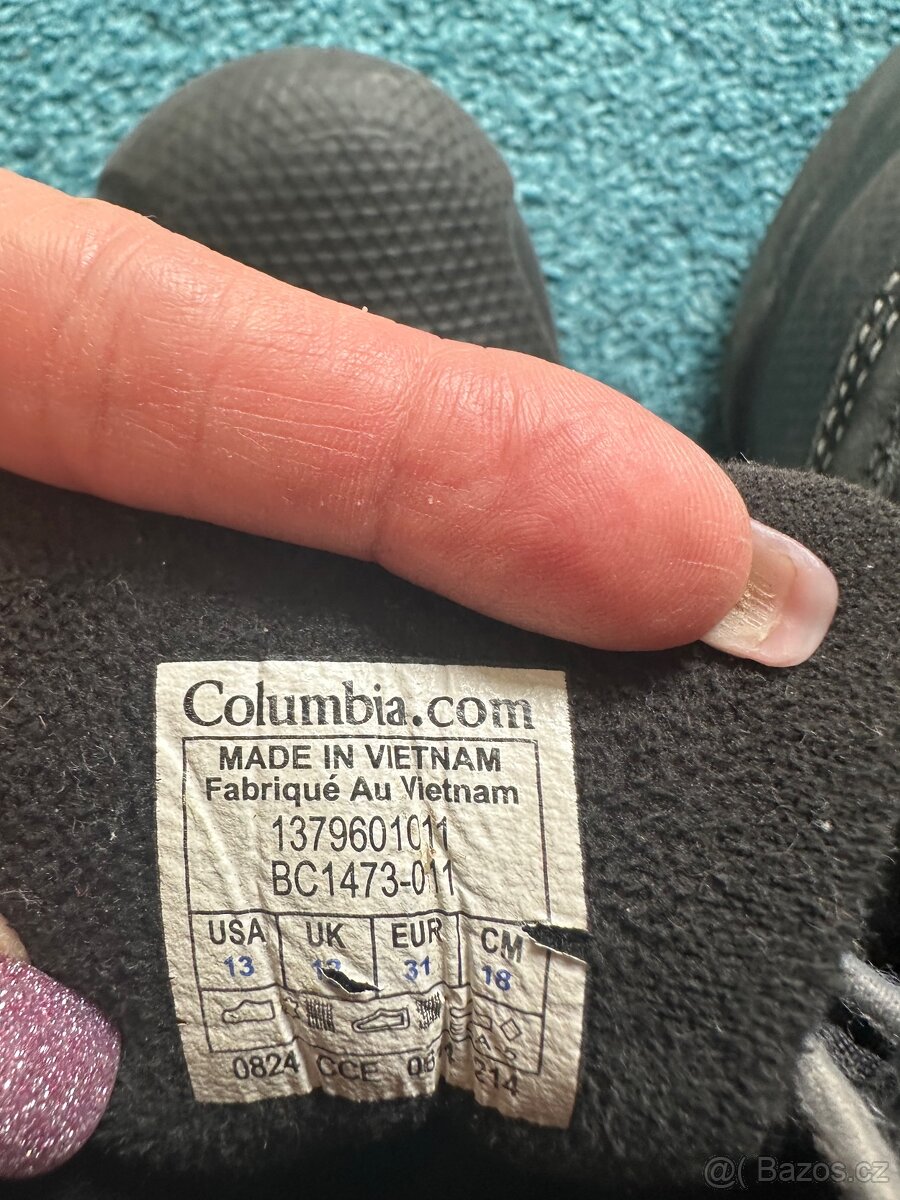 Columbia.com
MADE IN VIETNAM
Fabriqué Au Vietnam
1379601011
BC1473-011
USA UK EUR CM
13 12 31 18
0824 CCE 214
@( Bazos.cz